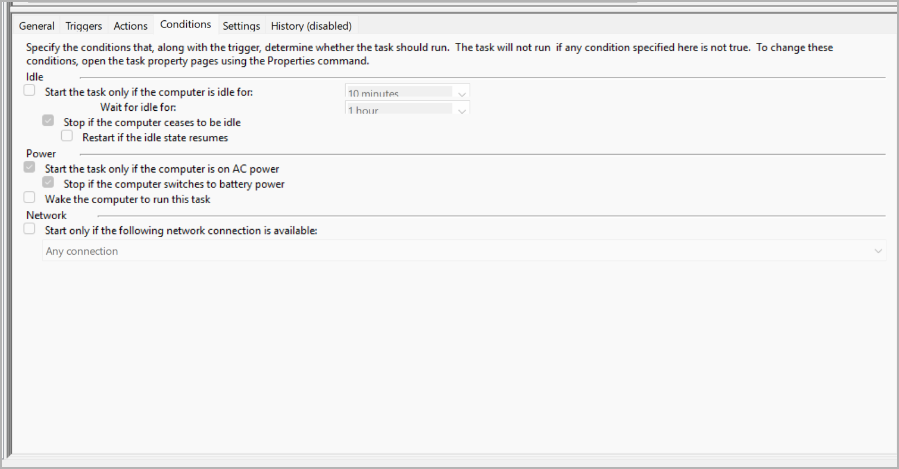 General Triggers Actions Conditions Settings History (disabled)
Specify the conditions that, along with the trigger, determine whether the task should run. The task will not run if any condition specified here is not true. To change these
conditions, open the task property pages using the Properties command.
Idle
Start the task only if the computer is idle for: 10 minutes
Wait for idle for: 1 hour
Stop if the computer ceases to be idle
Restart if the idle state resumes
Power
Start the task only if the computer is on AC power
Stop if the computer switches to battery power
Wake the computer to run this task
Network
Start only if the following network connection is available:
Any connection